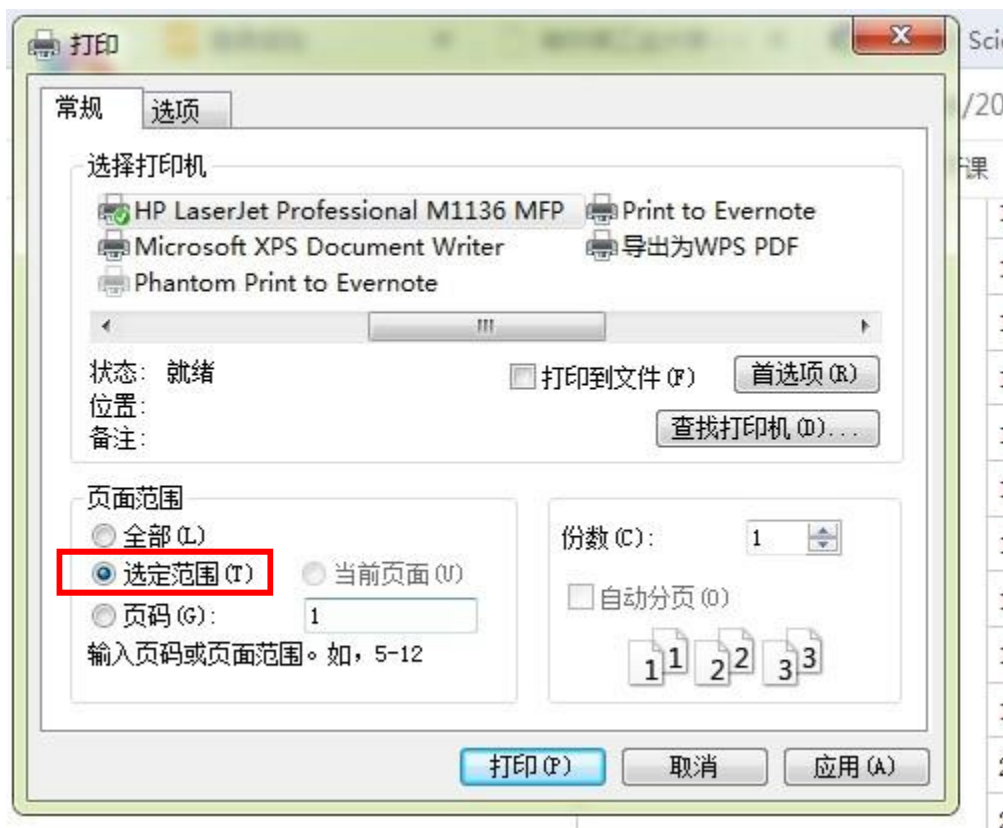 打印
Sci
常规 选项
/20
课
选择打印机
HP LaserJet Professional M1136 MFP Print to Evernote
Microsoft XPS Document Writer 导出为WPS PDF
Phantom Print to Evernote
状态: 就绪 打印到文件(F) 首选项(R)
位置:
备注: 查找打印机(D)...
页面范围
全部(L) 份数(C): 1
选定范围(T) 当前页面(U)
自动分页(O)
页码(G): 1
输入页码或页面范围。如，5-12
1 1 2 2 3 3
打印(P) 取消 应用(A)